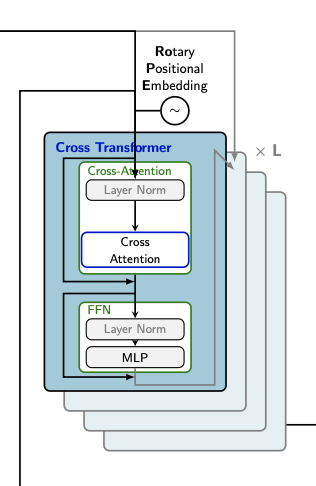 Rotary
Positional
Embedding
~
Cross Transformer
× L
Cross-Attention
Layer Norm
Cross
Attention
FFN
Layer Norm
MLP